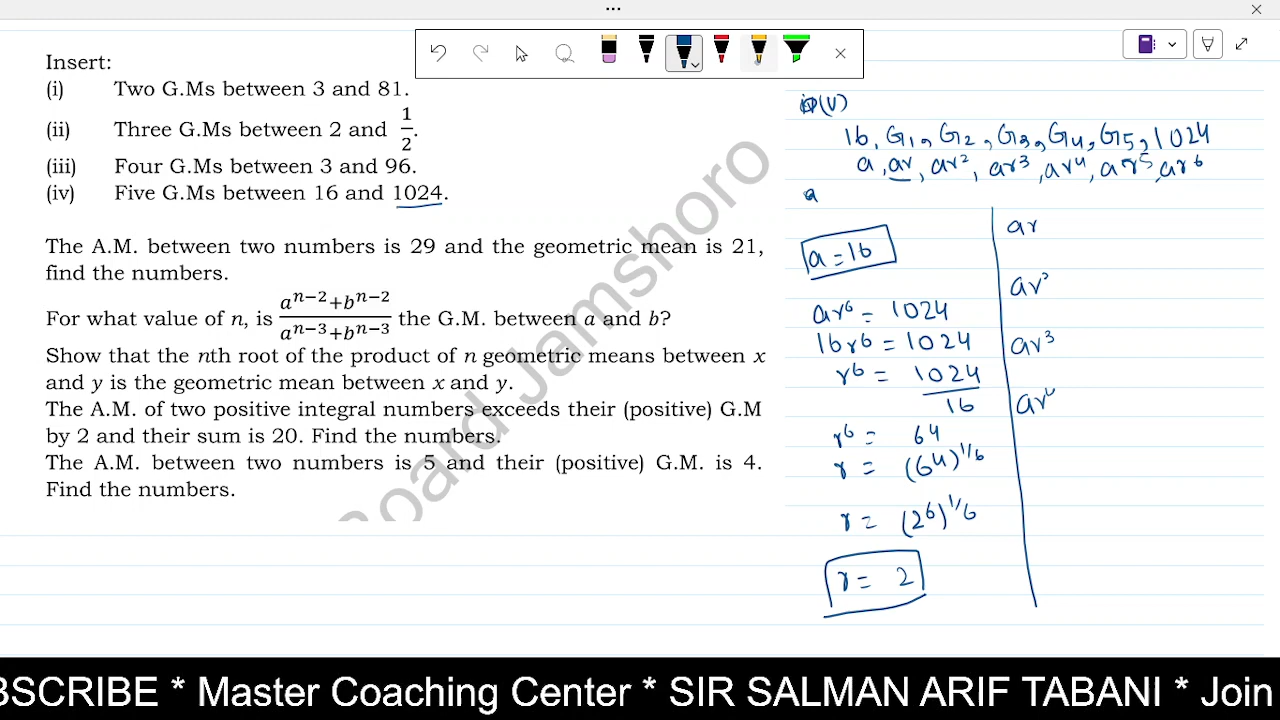 Insert:
(i) Two G.Ms between 3 and 81.
(ii) Three G.Ms between 2 and 1/2.
(iii) Four G.Ms between 3 and 96.
(iv) Five G.Ms between 16 and 1024.
The A.M. between two numbers is 29 and the geometric mean is 21,
find the numbers.
For what value of n, is (a^{n−2}+b^{n−2})/(a^{n−3}+b^{n−3}) the G.M. between a and b?
Show that the nth root of the product of n geometric means between x
and y is the geometric mean between x and y.
The A.M. of two positive integral numbers exceeds their (positive) G.M
by 2 and their sum is 20. Find the numbers.
The A.M. between two numbers is 5 and their (positive) G.M. is 4.
Find the numbers.
Board Jamshoro
(V)
16, G1, G2, G3, G4, G5, 1024
a, ar, ar², ar³, ar⁴, ar⁵, ar⁶
a
a = 16
ar⁶ = 1024
16r⁶ = 1024
r⁶ = 1024/16
r⁶ = 64
r = (64)^{1/6}
r = (2⁶)^{1/6}
r = 2
ar
ar²
ar³
ar⁴
BSCRIBE * Master Coaching Center * SIR SALMAN ARIF TABANI * Join